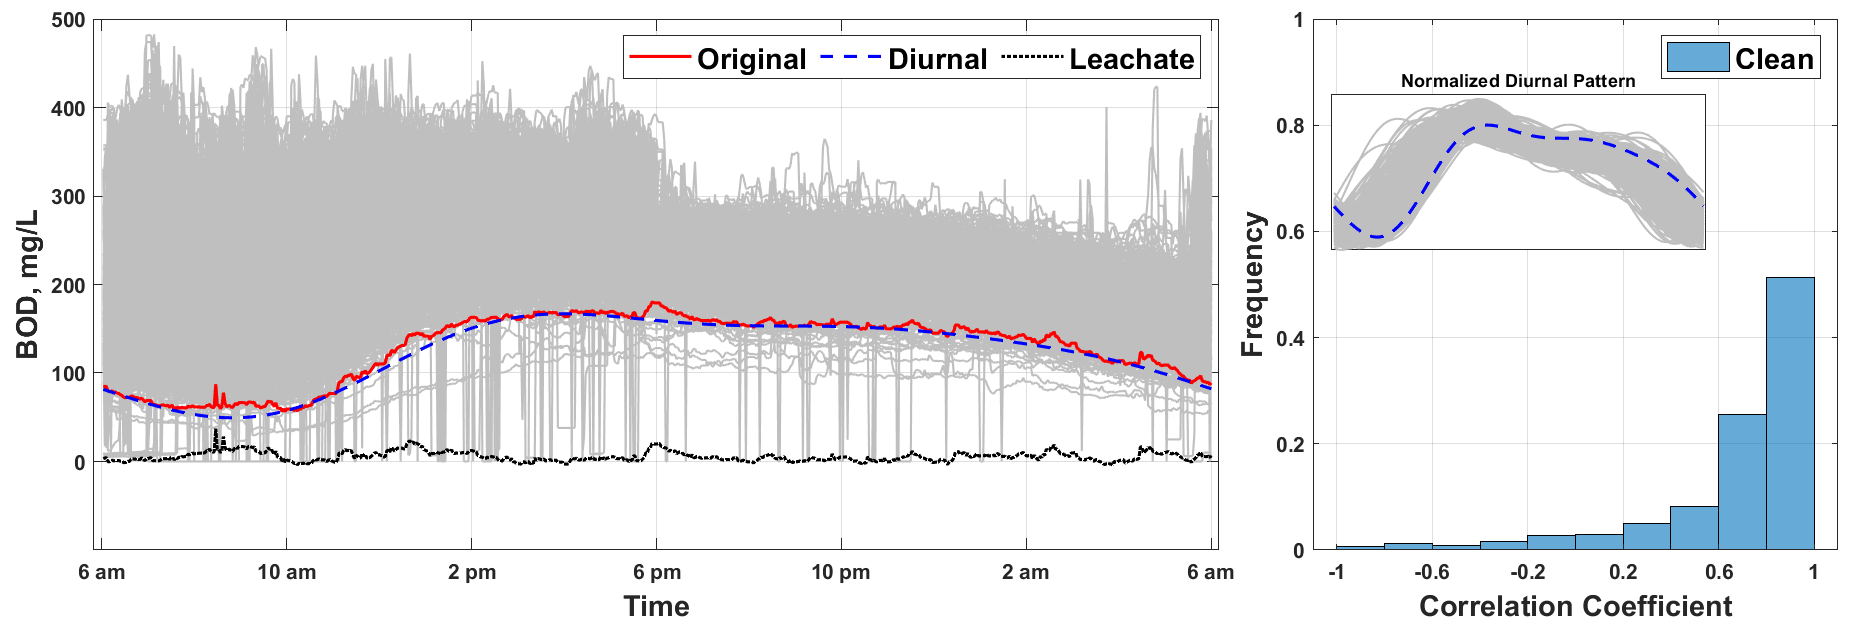 500
400
300
200
100
0
BOD, mg/L
Original Diurnal Leachate
6 am 10 am 2 pm 6 pm 10 pm 2 am 6 am
Time
1
0.8
0.6
0.4
0.2
0
Frequency
Clean
Normalized Diurnal Pattern
-1 -0.6 -0.2 0.2 0.6 1
Correlation Coefficient